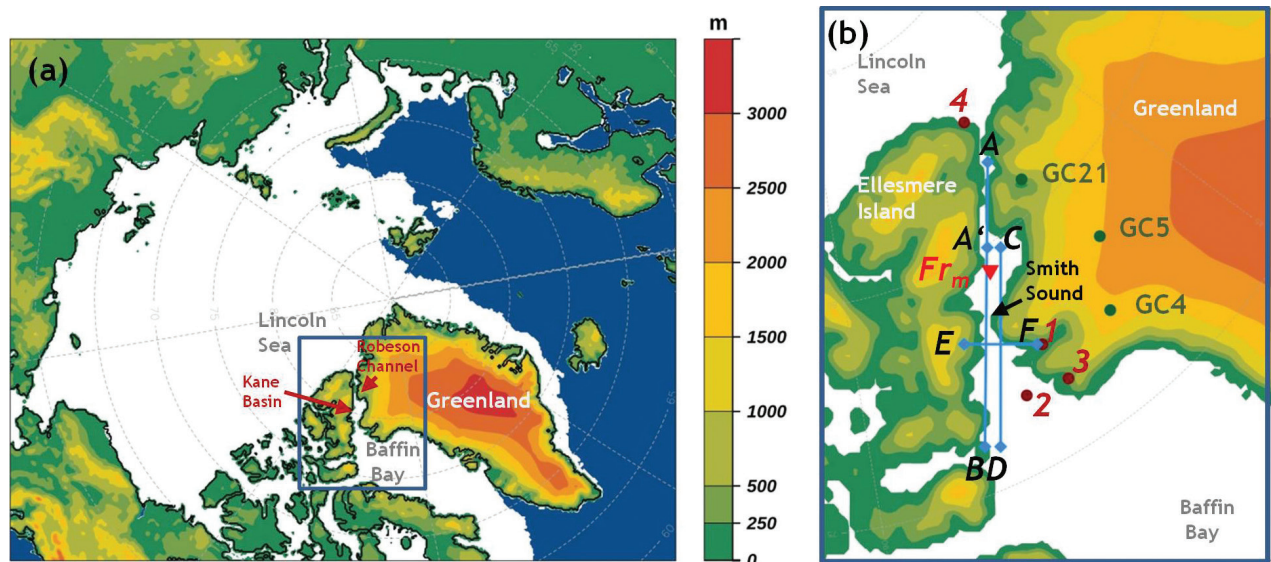 (a)
Lincoln
Sea
Robeson
Channel
Kane
Basin
Greenland
Baffin
Bay
m
3000
2500
2000
1500
1000
500
250
0
(b)
Lincoln
Sea
4
Greenland
A
GC21
Ellesmere
Island
A‘
C
GC5
Frm
Smith
Sound
GC4
E
F
1
3
2
B
D
Baffin
Bay